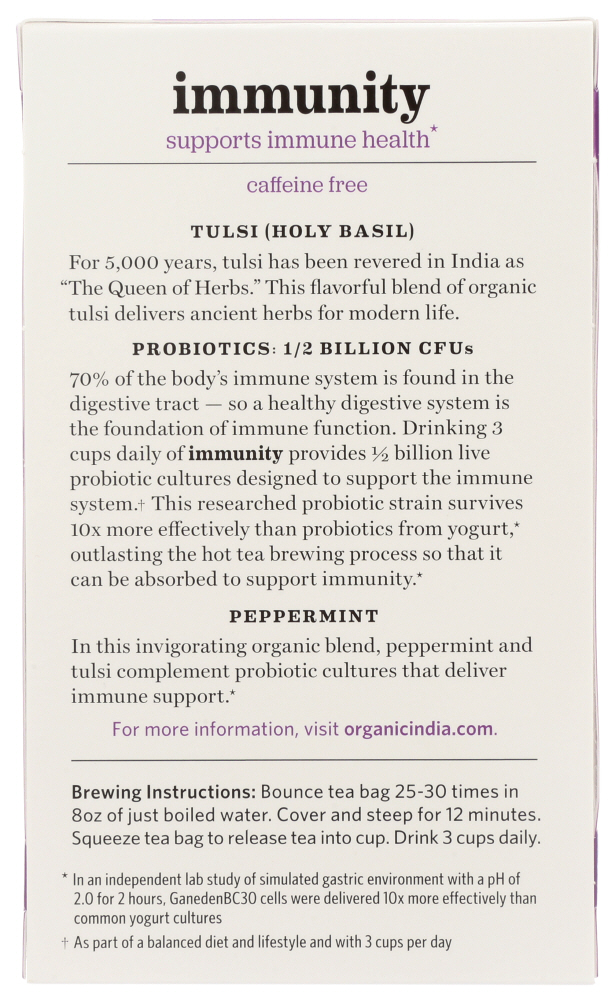 immunity
supports immune health*
caffeine free
TULSI (HOLY BASIL)
For 5,000 years, tulsi has been revered in India as
“The Queen of Herbs.” This flavorful blend of organic
tulsi delivers ancient herbs for modern life.
PROBIOTICS: 1/2 BILLION CFUs
70% of the body’s immune system is found in the
digestive tract — so a healthy digestive system is
the foundation of immune function. Drinking 3
cups daily of immunity provides ½ billion live
probiotic cultures designed to support the immune
system.† This researched probiotic strain survives
10x more effectively than probiotics from yogurt,*
outlasting the hot tea brewing process so that it
can be absorbed to support immunity.*
PEPPERMINT
In this invigorating organic blend, peppermint and
tulsi complement probiotic cultures that deliver
immune support.*
For more information, visit organicindia.com.
Brewing Instructions: Bounce tea bag 25-30 times in
8oz of just boiled water. Cover and steep for 12 minutes.
Squeeze tea bag to release tea into cup. Drink 3 cups daily.
* In an independent lab study of simulated gastric environment with a pH of
2.0 for 2 hours, GanedenBC30 cells were delivered 10x more effectively than
common yogurt cultures
† As part of a balanced diet and lifestyle and with 3 cups per day